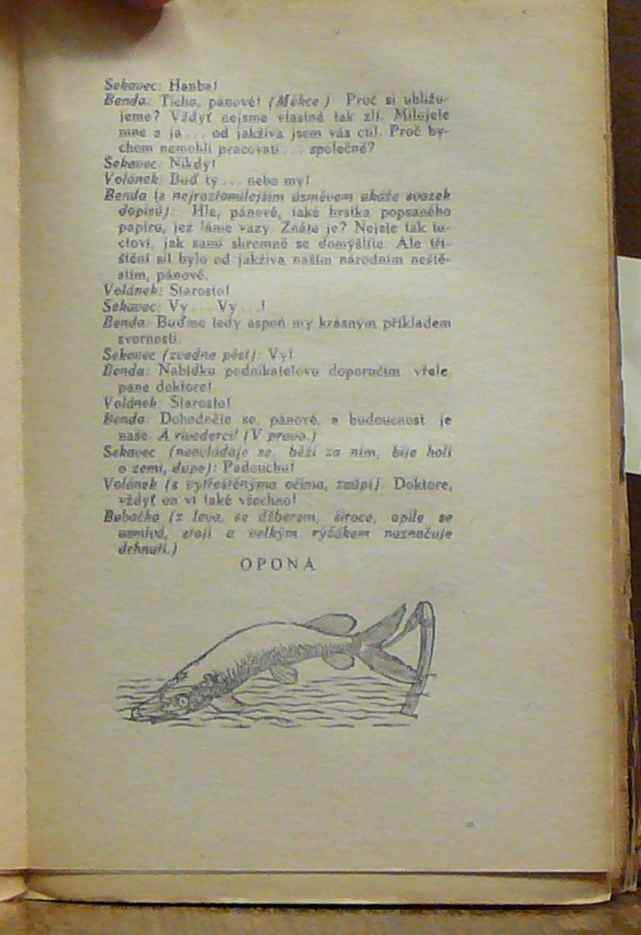 Sekavec: Hanba!
Benda: Ticho, pánové! (Měkce.) Proč si ubližu-
jeme? Vždyť nejsme vlastně tak zlí. Milujete
mne a já ... od jakživa jsem vás ctil. Proč by-
chom nemohli pracovati ... společně?
Sekavec: Nikdy!
Volánek: Buď ty ... nebo my!
Benda (s nejroztomilejším úsměvem ukáže svazek
dopisů): Hle, pánové, také hrstka popsaného
papíru, jež láme vazy. Znáte je? Nejste tak tu-
ctoví, jak sami skromně se domýšlíte. Ale tří-
štění sil bylo od jakživa naším národním neště-
stím, pánové.
Volánek: Starosto!
Sekavec: Vy ... Vy ...!
Benda: Buďme tedy aspoň my krásným příkladem
svornosti.
Sekavec (zvedne pěst): Vy!
Benda: Nabídku podnikatelovu doporučím vřele,
pane doktore!
Volánek: Starosto!
Benda: Dohodněte se, pánové, a budoucnost je
naše. A rivederci! (V pravo.)
Sekavec (neovládaje se, běží za ním, bije holí
o zemi, dupe): Padouchu!
Volánek (s vytřeštěnýma očima, zaúpí): Doktore,
vždyť on ví také všechno!
Bubačka (z leva, se džberem, široce, opile se
usmívá, stojí a velkým rýžákem naznačuje
drhnutí.)
OPONA